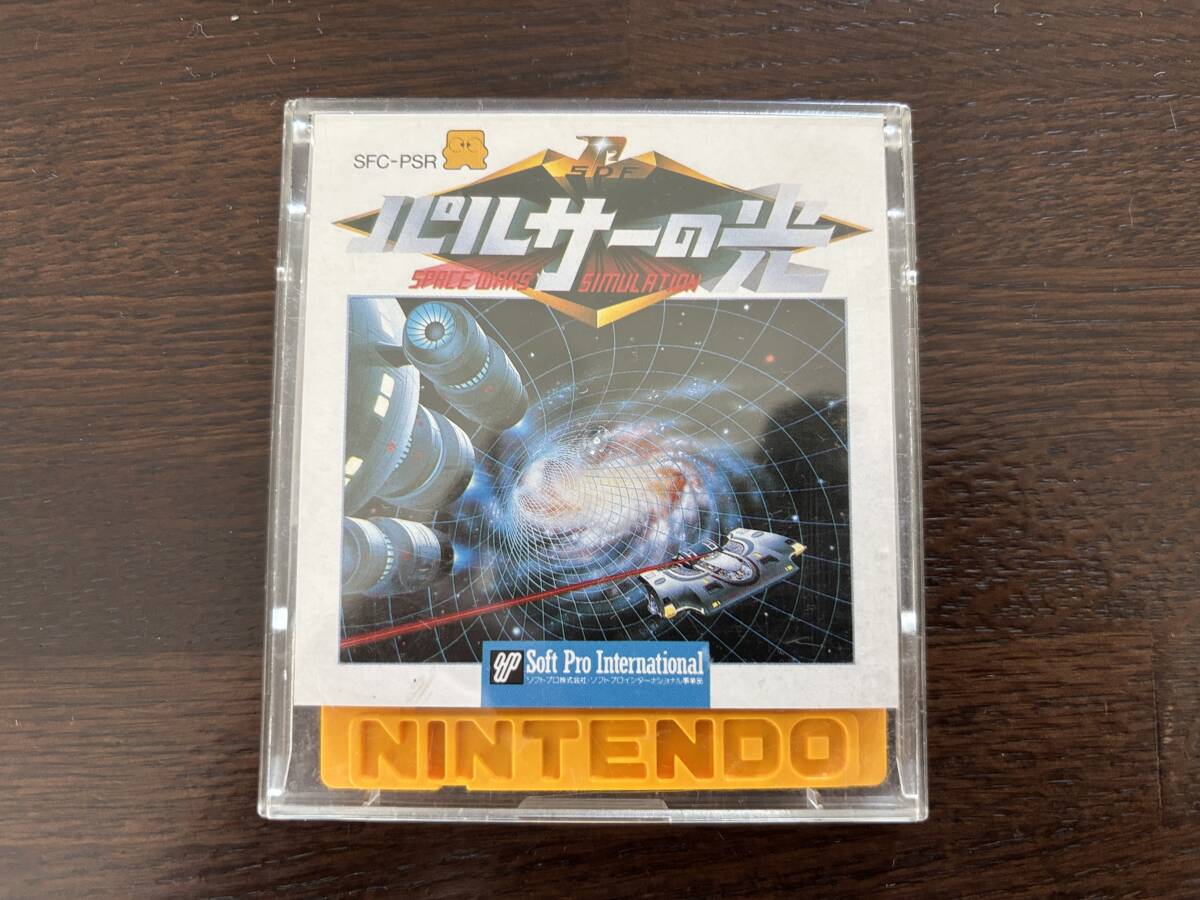 SFC-PSR
SDF
パルサーの光
SPACE WARS SIMULATION
Soft Pro International
ソフトプロ株式会社・ソフトプロインターナショナル事業部
NINTENDO